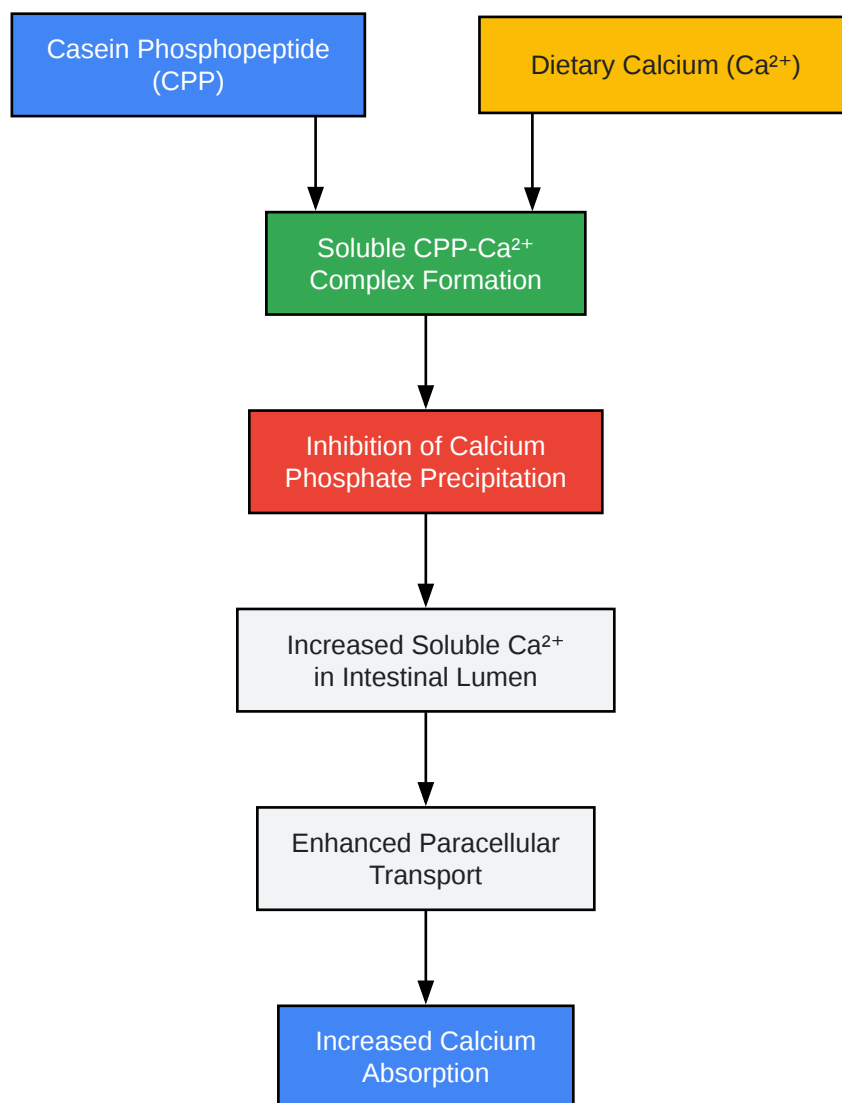 Casein Phosphopeptide
(CPP)
Dietary Calcium (Ca²⁺)
Soluble CPP-Ca²⁺
Complex Formation
Inhibition of Calcium
Phosphate Precipitation
Increased Soluble Ca²⁺
in Intestinal Lumen
Enhanced Paracellular
Transport
Increased Calcium
Absorption